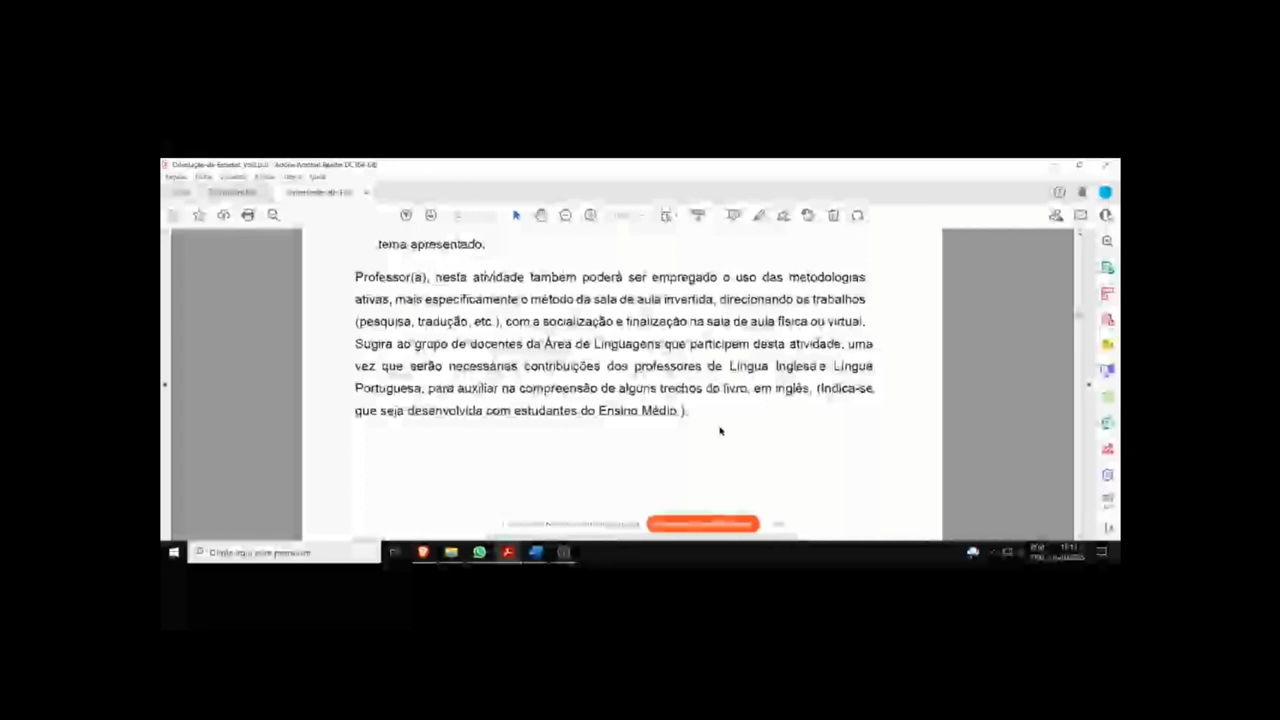 tema apresentado.
Professor(a), nesta atividade também poderá ser empregado o uso das metodologias
ativas, mais especificamente o método da sala de aula invertida, direcionando os trabalhos
(pesquisa, tradução, etc.), com a socialização e finalização na sala de aula física ou virtual.
Sugira ao grupo de docentes da Área de Linguagens que participem desta atividade, uma
vez que serão necessárias contribuições dos professores de Língua Inglesa e Língua
Portuguesa, para auxiliar na compreensão de alguns trechos do livro, em inglês, (Indica-se
que seja desenvolvida com estudantes do Ensino Médio.).
Digite aqui para pesquisar